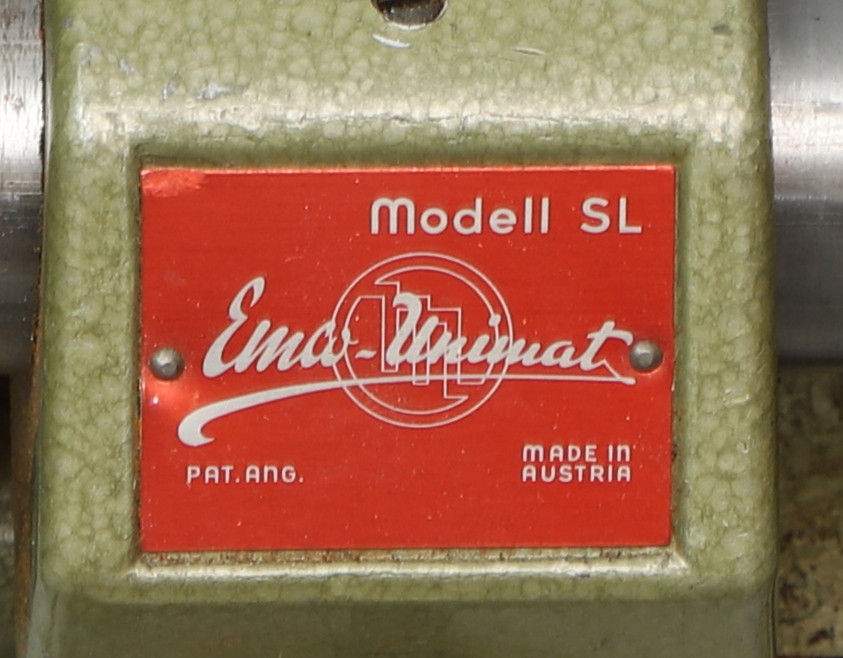 Modell SL
Emco-Unimat
PAT. ANG.
MADE IN
AUSTRIA